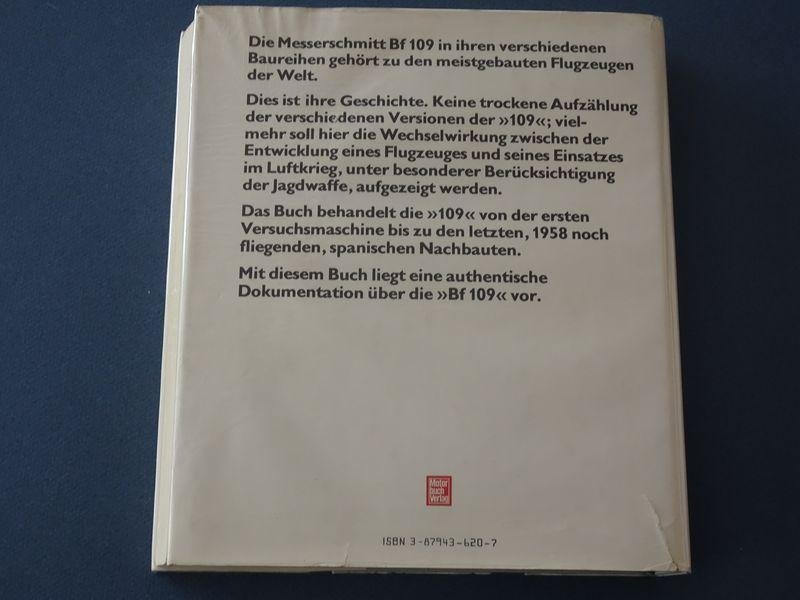 Die Messerschmitt Bf 109 in ihren verschiedenen
Baureihen gehört zu den meistgebauten Flugzeugen
der Welt.
Dies ist ihre Geschichte. Keine trockene Aufzählung
der verschiedenen Versionen der »109«; viel-
mehr soll hier die Wechselwirkung zwischen der
Entwicklung eines Flugzeuges und seines Einsatzes
im Luftkrieg, unter besonderer Berücksichtigung
der Jagdwaffe, aufgezeigt werden.
Das Buch behandelt die »109« von der ersten
Versuchsmaschine bis zu den letzten, 1958 noch
fliegenden, spanischen Nachbauten.
Mit diesem Buch liegt eine authentische
Dokumentation über die »Bf 109« vor.
Motor
buch
Verlag
ISBN 3-87943-620-7